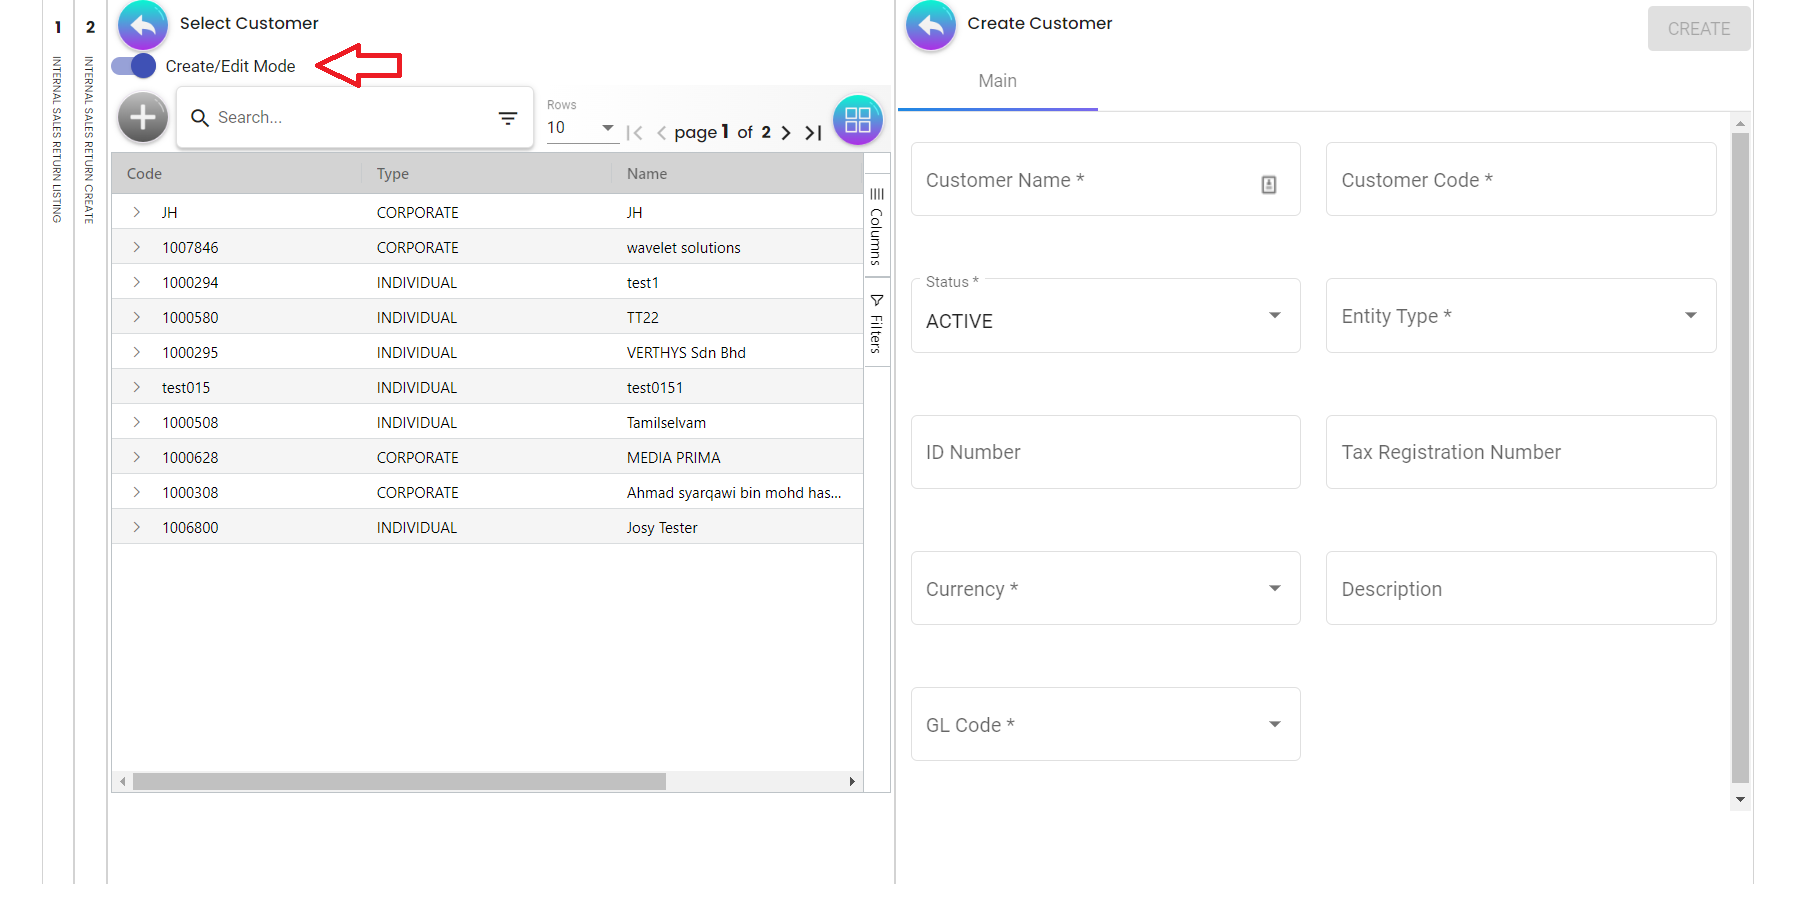 1
INTERNAL SALES RETURN LISTING
2
INTERNAL SALES RETURN CREATE
Select Customer
Create/Edit Mode
Search...
Rows
10
page 1 of 2
Code Type Name
JH CORPORATE JH
1007846 CORPORATE wavelet solutions
1000294 INDIVIDUAL test1
1000580 INDIVIDUAL TT22
1000295 INDIVIDUAL VERTHYS Sdn Bhd
test015 INDIVIDUAL test0151
1000508 INDIVIDUAL Tamilselvam
1000628 CORPORATE MEDIA PRIMA
1000308 CORPORATE Ahmad syarqawi bin mohd has...
1006800 INDIVIDUAL Josy Tester
Columns
Filters
Create Customer
CREATE
Main
Customer Name *
Customer Code *
Status *
ACTIVE
Entity Type *
ID Number
Tax Registration Number
Currency *
Description
GL Code *